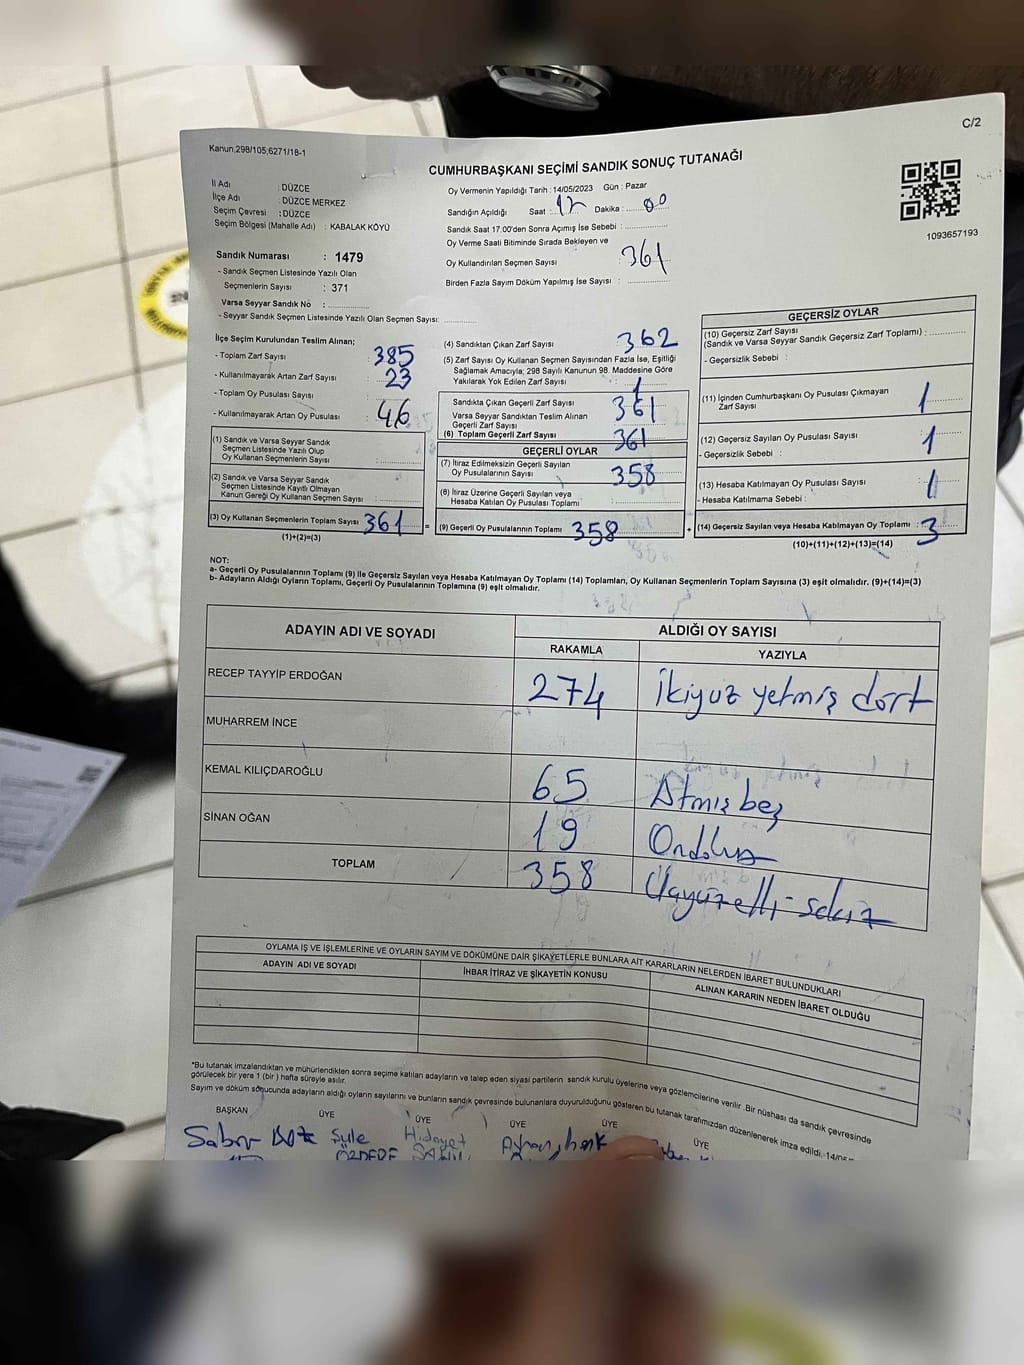 C/2
Kanun,298/105;6271/18-1
CUMHURBAŞKANI SEÇİMİ SANDIK SONUÇ TUTANAĞI
İl Adı : DÜZCE
İlçe Adı : DÜZCE MERKEZ
Seçim Çevresi : DÜZCE
Seçim Bölgesi (Mahalle Adı) : KABALAK KÖYÜ
Oy Vermenin Yapıldığı Tarih : 14/05/2023 Gün : Pazar
Sandığın Açıldığı Saat : 17 Dakika : 00
Sandık Saat 17.00'den Sonra Açımış İse Sebebi :
Oy Verme Saati Bitiminde Sırada Bekleyen ve
Oy Kullandırılan Seçmen Sayısı : 361
Birden Fazla Sayım Döküm Yapılmış İse Sayısı :
1093657193
Sandık Numarası : 1479
- Sandık Seçmen Listesinde Yazılı Olan
Seçmenlerin Sayısı : 371
Varsa Seyyar Sandık No :
- Seyyar Sandık Seçmen Listesinde Yazılı Olan Seçmen Sayısı:
İlçe Seçim Kurulundan Teslim Alınan;
- Toplam Zarf Sayısı 385
- Kullanılmayarak Artan Zarf Sayısı 23
- Toplam Oy Pusulası Sayısı
- Kullanılmayarak Artan Oy Pusulası 46
(1) Sandık ve Varsa Seyyar Sandık
Seçmen Listesinde Yazılı Olup
Oy Kullanan Seçmenlerin Sayısı
(2) Sandık ve Varsa Seyyar Sandık
Seçmen Listesinde Kayıtlı Olmayan
Kanun Gereği Oy Kullanan Seçmen Sayısı
(3) Oy Kullanan Seçmenlerin Toplam Sayısı 361
(1)+(2)=(3)
(4) Sandıktan Çıkan Zarf Sayısı 362
(5) Zarf Sayısı Oy Kullanan Seçmen Sayısından Fazla İse, Eşitliği
Sağlamak Amacıyla; 298 Sayılı Kanunun 98. Maddesine Göre
Yakılarak Yok Edilen Zarf Sayısı 1
Sandıkta Çıkan Geçerli Zarf Sayısı 361
Varsa Seyyar Sandıktan Teslim Alınan
Geçerli Zarf Sayısı
(6) Toplam Geçerli Zarf Sayısı 361
GEÇERLİ OYLAR
(7) İtiraz Edilmeksizin Geçerli Sayılan
Oy Pusulalarının Sayısı 358
(8) İtiraz Üzerine Geçerli Sayılan veya
Hesaba Katılan Oy Pusulası Toplamı
= (9) Geçerli Oy Pusulalarının Toplamı 358
GEÇERSİZ OYLAR
(10) Geçersiz Zarf Sayısı
(Sandık ve Varsa Seyyar Sandık Geçersiz Zarf Toplamı) :
- Geçersizlik Sebebi :
(11) İçinden Cumhurbaşkanı Oy Pusulası Çıkmayan
Zarf Sayısı 1
(12) Geçersiz Sayılan Oy Pusulası Sayısı 1
- Geçersizlik Sebebi :
(13) Hesaba Katılmayan Oy Pusulası Sayısı 1
- Hesaba Katılmama Sebebi :
+ (14) Geçersiz Sayılan veya Hesaba Katılmayan Oy Toplamı : 3
(10)+(11)+(12)+(13)=(14)
NOT:
a- Geçerli Oy Pusulalarının Toplamı (9) ile Geçersiz Sayılan veya Hesaba Katılmayan Oy Toplamı (14) Toplamları, Oy Kullanan Seçmenlerin Toplam Sayısına (3) eşit olmalıdır. (9)+(14)=(3)
b- Adayların Aldığı Oyların Toplamı, Geçerli Oy Pusulalarının Toplamına (9) eşit olmalıdır.
ADAYIN ADI VE SOYADI ALDIĞI OY SAYISI
RAKAMLA YAZIYLA
RECEP TAYYİP ERDOĞAN 274 İkiyüz yetmiş dört
MUHARREM İNCE
KEMAL KILIÇDAROĞLU 65 Atmış beş
SİNAN OĞAN 19 Ondokuz
TOPLAM 358 Üçyüzelli-sekiz
OYLAMA İŞ VE İŞLEMLERİNE VE OYLARIN SAYIM VE DÖKÜMÜNE DAİR ŞİKAYETLERLE BUNLARA AİT KARARLARIN NELERDEN İBARET BULUNDUKLARI
ADAYIN ADI VE SOYADI İHBAR İTİRAZ VE ŞİKAYETİN KONUSU ALINAN KARARIN NEDEN İBARET OLDUĞU
*Bu tutanak imzalandıktan ve mühürlendikten sonra seçime katılan adayların ve talep eden siyasi partilerin sandık kurulu üyelerine veya gözlemcilerine verilir .Bir nüshası da sandık çevresinde
görülecek bir yere 1 (bir ) hafta süreyle asılır.
Sayım ve döküm sonucunda adayların aldığı oyların sayılarını ve bunların sandık çevresinde bulunanlara duyurulduğunu gösteren bu tutanak tarafımızdan düzenlenerek imza edildi. 14/05
BAŞKAN ÜYE ÜYE ÜYE ÜYE ÜYE
Şule Hidayet
ÖZDEDE